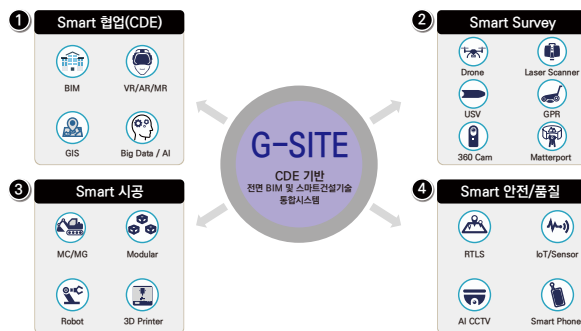 1 Smart 협업(CDE)
BIM VR/AR/MR
GIS Big Data / AI
2 Smart Survey
Drone Laser Scanner
USV GPR
360 Cam Matterport
G-SITE
CDE 기반
전면 BIM 및 스마트건설기술
통합시스템
3 Smart 시공
MC/MG Modular
Robot 3D Printer
4 Smart 안전/품질
RTLS IoT/Sensor
AI CCTV Smart Phone